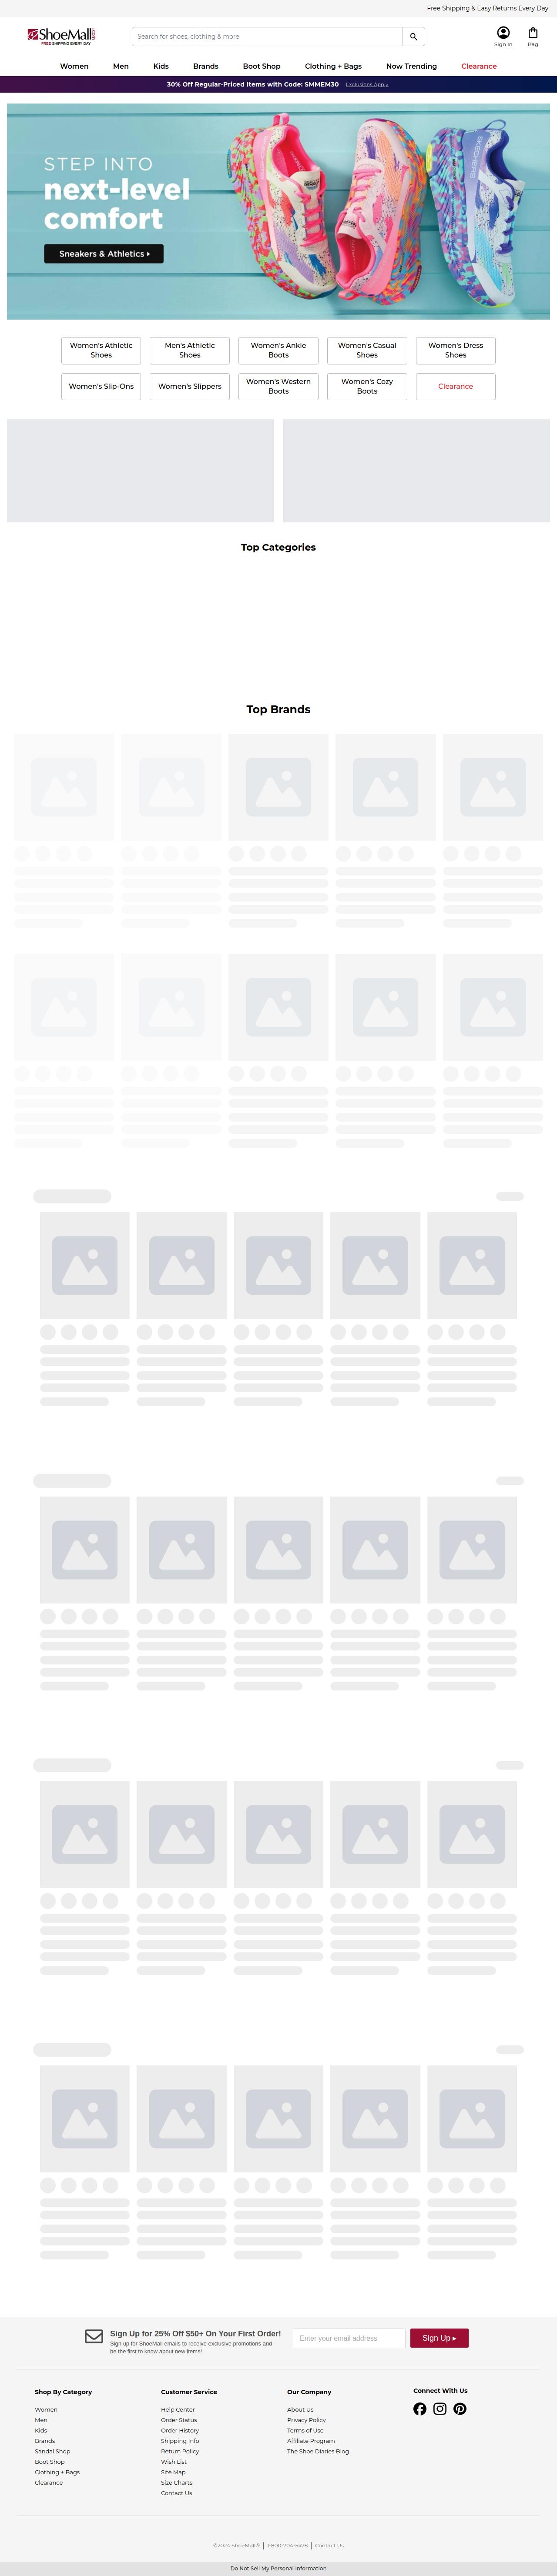 Free Shipping & Easy Returns Every Day
ShoeMall.com
FREE SHIPPING EVERY DAY
Search for shoes, clothing & more
Sign In
Bag
Women
Men
Kids
Brands
Boot Shop
Clothing + Bags
Now Trending
Clearance
30% Off Regular-Priced Items with Code: SMMEM30 Exclusions Apply
STEP INTO
next-level
comfort
Sneakers & Athletics
SKECHERS
Women's Athletic
Shoes
Men's Athletic
Shoes
Women's Ankle
Boots
Women's Casual
Shoes
Women's Dress
Shoes
Women's Slip-Ons
Women's Slippers
Women's Western
Boots
Women's Cozy
Boots
Clearance
Top Categories
Top Brands
Sign Up for 25% Off $50+ On Your First Order!
Sign up for ShoeMall emails to receive exclusive promotions and
be the first to know about new items!
Enter your email address
Sign Up ▸
Shop By Category
Women
Men
Kids
Brands
Sandal Shop
Boot Shop
Clothing + Bags
Clearance
Customer Service
Help Center
Order Status
Order History
Shipping Info
Return Policy
Wish List
Site Map
Size Charts
Contact Us
Our Company
About Us
Privacy Policy
Terms of Use
Affiliate Program
The Shoe Diaries Blog
Connect With Us
©2024 ShoeMall® | 1-800-704-5478 | Contact Us
Do Not Sell My Personal Information